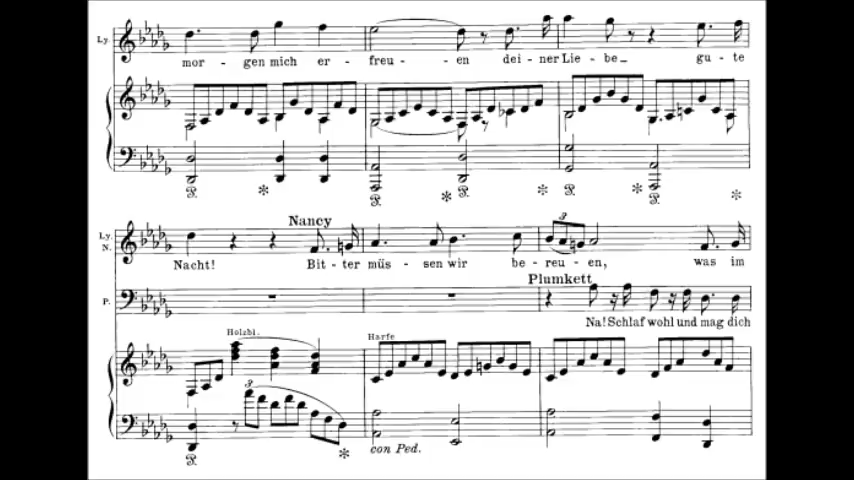 Ly.
mor - gen mich er - freu - en dei - ner Lie - be_ gu - te
Nancy
Ly.
N.
Nacht! Bit - ter müs - sen wir be - reu - en, was im
Plumkett
P.
Na! Schlaf wohl und mag dich
Holzbl.
Harfe
con Ped.